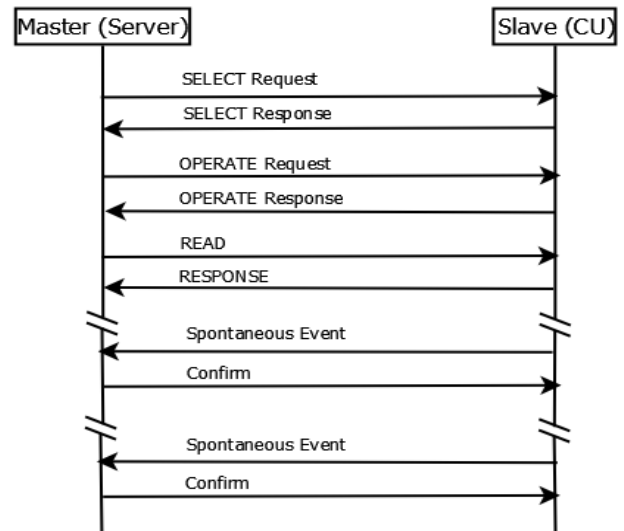 Master (Server)
Slave (CU)
SELECT Request
SELECT Response
OPERATE Request
OPERATE Response
READ
RESPONSE
Spontaneous Event
Confirm
Spontaneous Event
Confirm